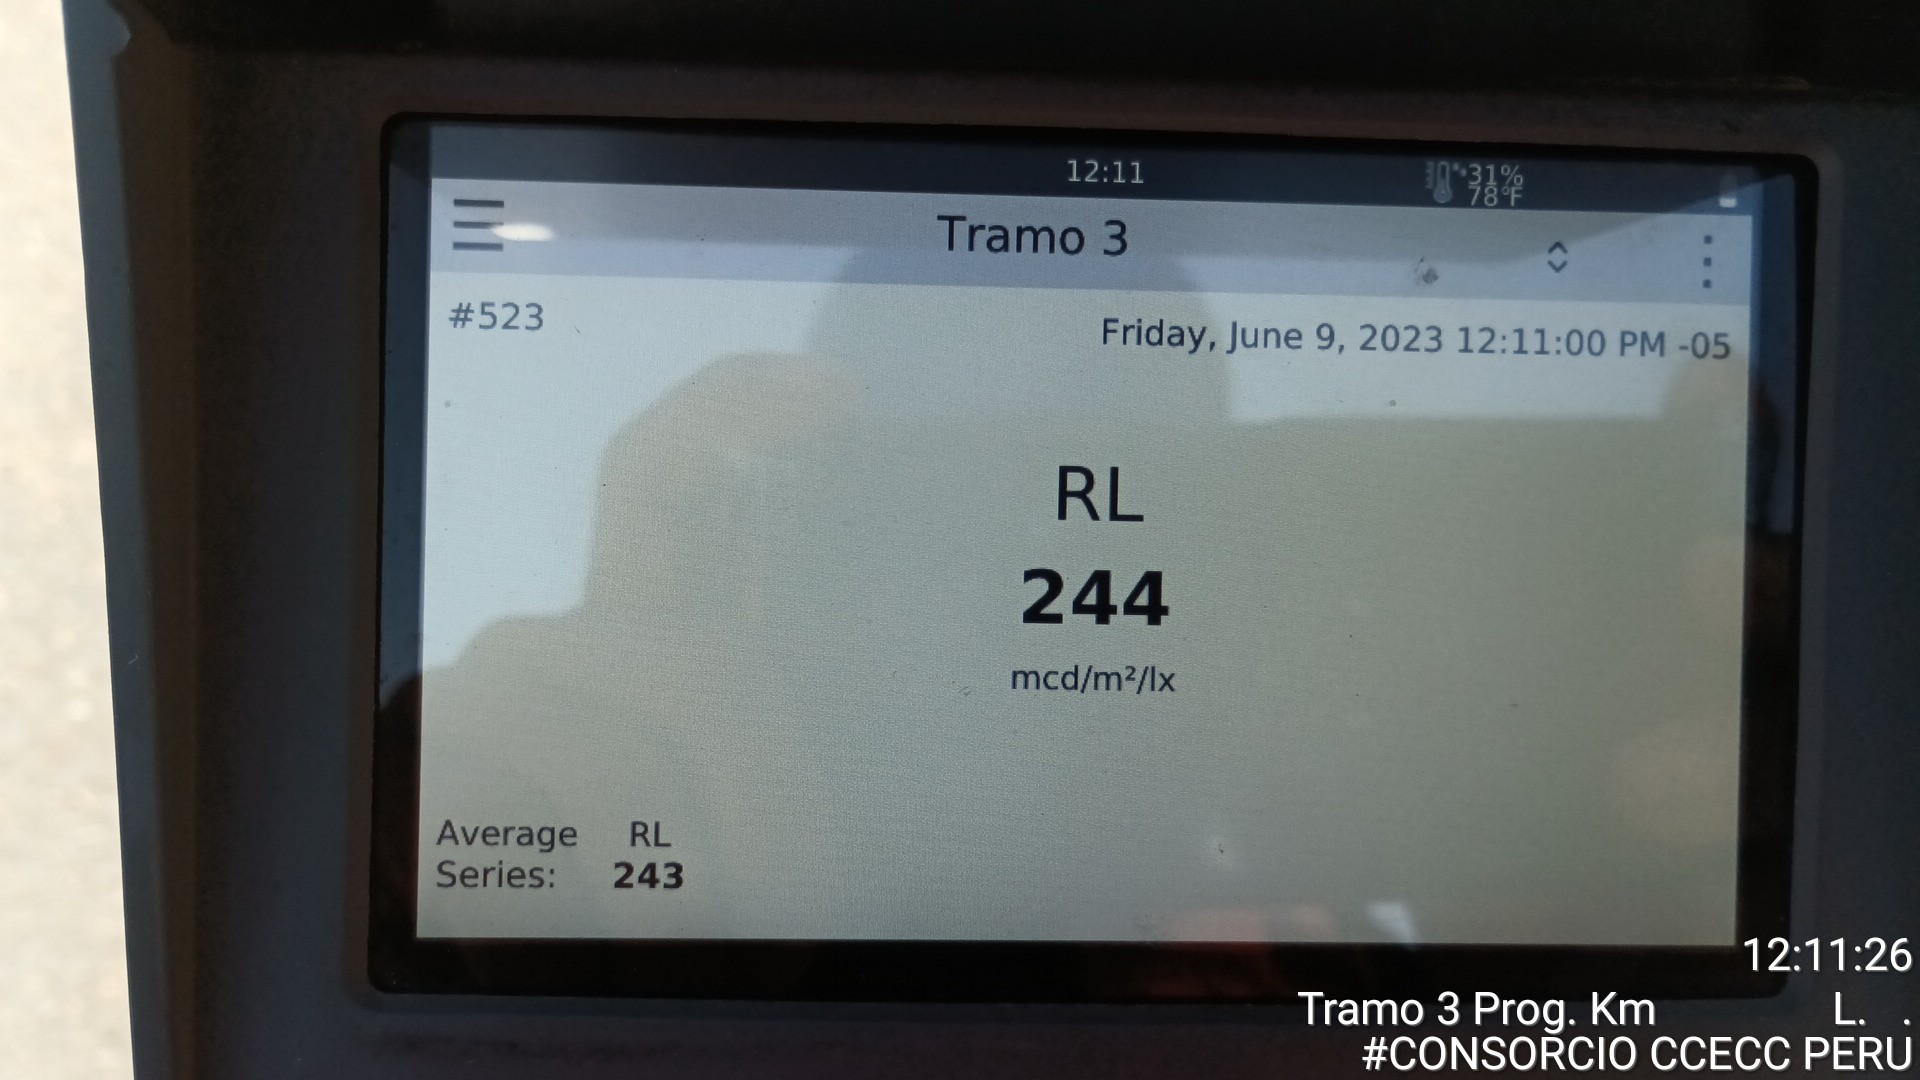 12:11
31%
78°F
Tramo 3
#523
Friday, June 9, 2023 12:11:00 PM -05
RL
244
mcd/m²/lx
Average RL
Series: 243
12:11:26
Tramo 3 Prog. Km L. .
#CONSORCIO CCECC PERU